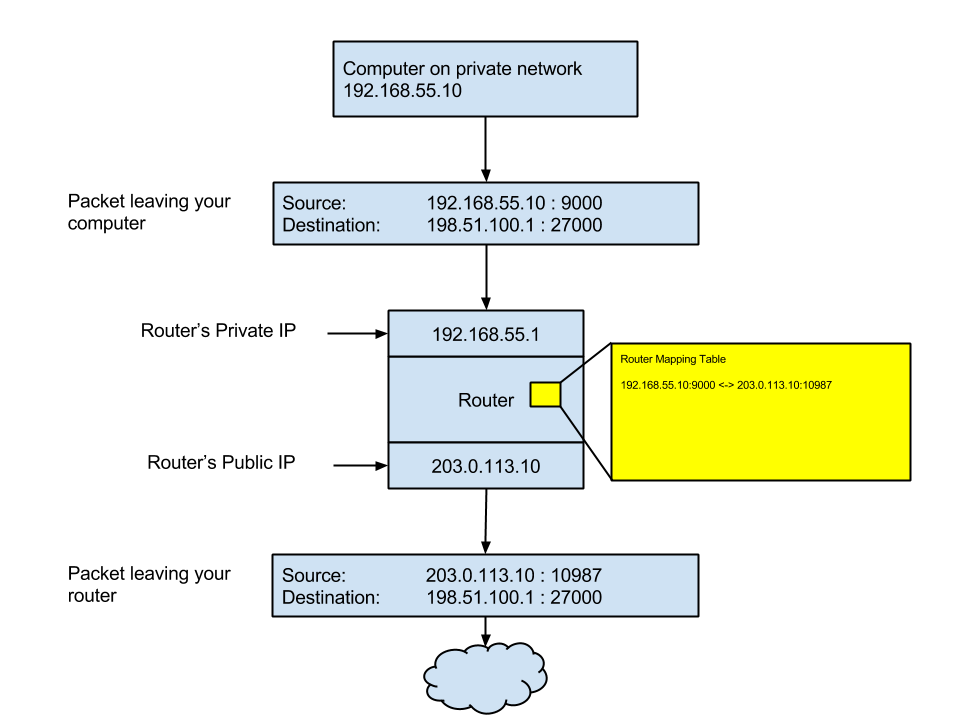 Computer on private network
192.168.55.10
Packet leaving your
computer
Source: 192.168.55.10 : 9000
Destination: 198.51.100.1 : 27000
Router’s Private IP
192.168.55.1
Router Mapping Table
192.168.55.10:9000 <-> 203.0.113.10:10987
Router
Router’s Public IP
203.0.113.10
Packet leaving your
router
Source: 203.0.113.10 : 10987
Destination: 198.51.100.1 : 27000